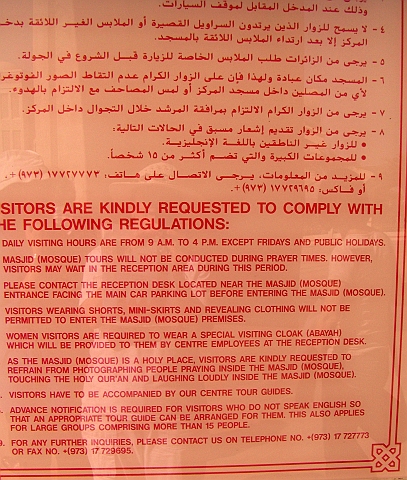 وذلك عند المدخل المقابل لموقف السيارات.
٤ - لا يسمح للزوار الذين يرتدون السراويل القصيرة أو الملابس الغير اللائقة
المركز إلا بعد ارتداء الملابس اللائقة بالمسجد.
٥ - يرجى من الزائرات طلب الملابس الخاصة للزيارة قبل الشروع في الجولة.
٦ - المسجد مكان عبادة ولهذا فإن على الزوار الكرام عدم التقاط الصور
لأي من المصلين داخل مسجد المركز أو لمس المصاحف مع الالتزام بالهدوء.
٧ - يرجى من الزوار الكرام الالتزام بمرافقة المرشد خلال التجوال داخل المركز.
٨ - يرجى من الزوار تقديم إشعار مسبق في الحالات التالية:
• للزوار غير الناطقين باللغة الإنجليزية.
• للمجموعات الكبيرة والتي تضم أكثر من ١٥ شخصاً.
٩ - للمزيد من المعلومات، يرجى الاتصال على هاتف: ١٧٧٢٧٧٧٣ (٩٧٣)+،
أو فاكس: ١٧٧٢٩٦٩٥ (٩٧٣)+.
ISITORS ARE KINDLY REQUESTED TO COMPLY WITH
HE FOLLOWING REGULATIONS:
DAILY VISITING HOURS ARE FROM 9 A.M. TO 4 P.M. EXCEPT FRIDAYS AND PUBLIC HOLIDAYS.
MASJID (MOSQUE) TOURS WILL NOT BE CONDUCTED DURING PRAYER TIMES. HOWEVER,
VISITORS MAY WAIT IN THE RECEPTION AREA DURING THIS PERIOD.
PLEASE CONTACT THE RECEPTION DESK LOCATED NEAR THE MASJID (MOSQUE)
ENTRANCE FACING THE MAIN CAR PARKING LOT BEFORE ENTERING THE MASJID (MOSQUE).
VISITORS WEARING SHORTS, MINI-SKIRTS AND REVEALING CLOTHING WILL NOT BE
PERMITTED TO ENTER THE MASJID (MOSQUE) PREMISES.
WOMEN VISITORS ARE REQUIRED TO WEAR A SPECIAL VISITING CLOAK (ABAYAH)
WHICH WILL BE PROVIDED TO THEM BY CENTRE EMPLOYEES AT THE RECEPTION DESK.
AS THE MASJID (MOSQUE) IS A HOLY PLACE, VISITORS ARE KINDLY REQUESTED TO
REFRAIN FROM PHOTOGRAPHING PEOPLE PRAYING INSIDE THE MASJID (MOSQUE),
TOUCHING THE HOLY QUR'AN AND LAUGHING LOUDLY INSIDE THE MASJID (MOSQUE).
. VISITORS HAVE TO BE ACCOMPANIED BY OUR CENTRE TOUR GUIDES.
. ADVANCE NOTIFICATION IS REQUIRED FOR VISITORS WHO DO NOT SPEAK ENGLISH SO
THAT AN APPROPRIATE TOUR GUIDE CAN BE ARRANGED FOR THEM. THIS ALSO APPLIES
FOR LARGE GROUPS COMPRISING MORE THAN 15 PEOPLE.
9. FOR ANY FURTHER INQUIRIES, PLEASE CONTACT US ON TELEPHONE NO. +(973) 17 727773
OR FAX NO. +(973) 17 729695.